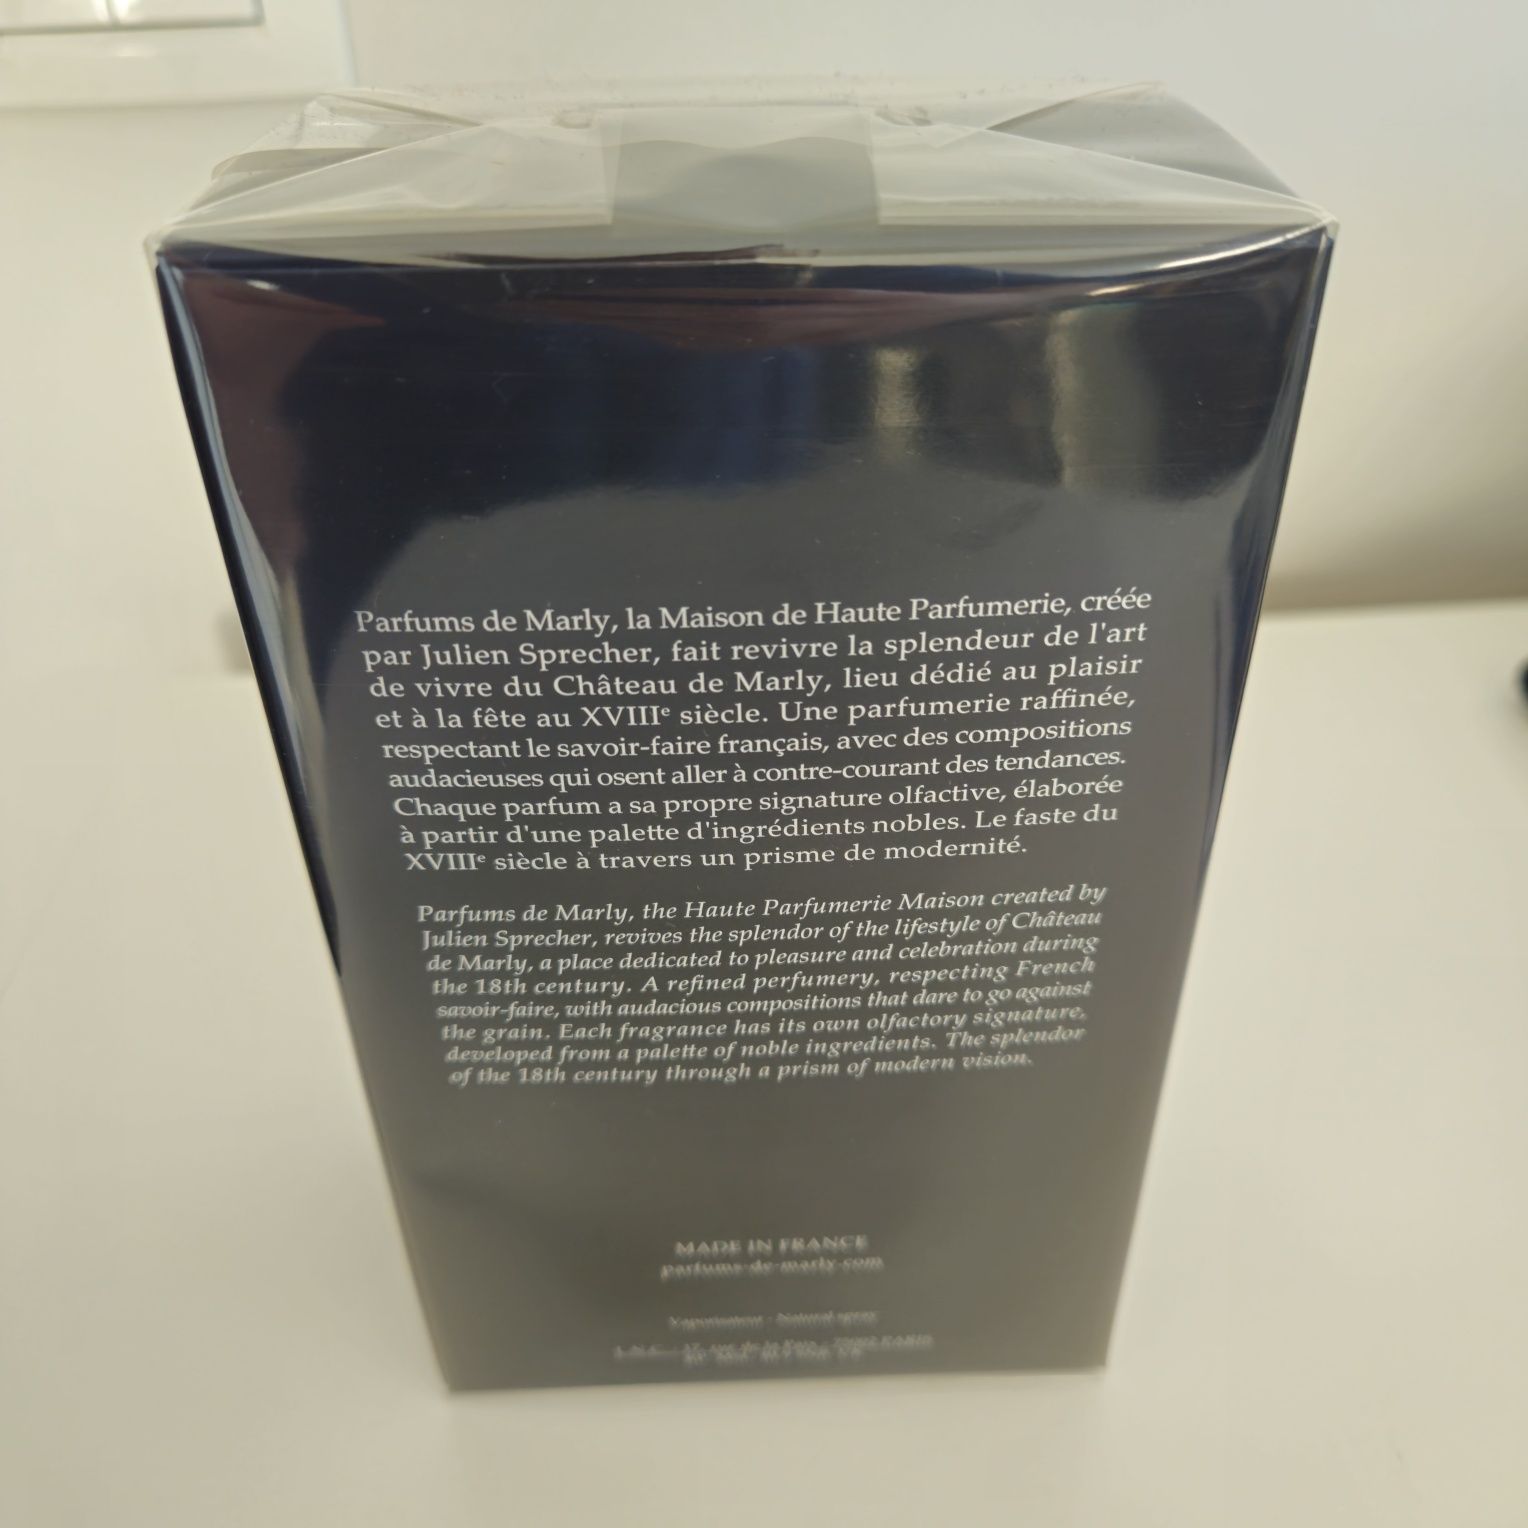 Parfums de Marly, la Maison de Haute Parfumerie, créée
par Julien Sprecher, fait revivre la splendeur de l'art
de vivre du Château de Marly, lieu dédié au plaisir
et à la fête au XVIIIᵉ siècle. Une parfumerie raffinée,
respectant le savoir-faire français, avec des compositions
audacieuses qui osent aller à contre-courant des tendances.
Chaque parfum a sa propre signature olfactive, élaborée
à partir d'une palette d'ingrédients nobles. Le faste du
XVIIIᵉ siècle à travers un prisme de modernité.
Parfums de Marly, the Haute Parfumerie Maison created by
Julien Sprecher, revives the splendor of the lifestyle of Château
de Marly, a place dedicated to pleasure and celebration during
the 18th century. A refined perfumery, respecting French
savoir-faire, with audacious compositions that dare to go against
the grain. Each fragrance has its own olfactory signature,
developed from a palette of noble ingredients. The splendor
of the 18th century through a prism of modern vision.
MADE IN FRANCE
parfums-de-marly.com
Vaporisateur - Natural spray
rue de la Paix - 75002 PARIS